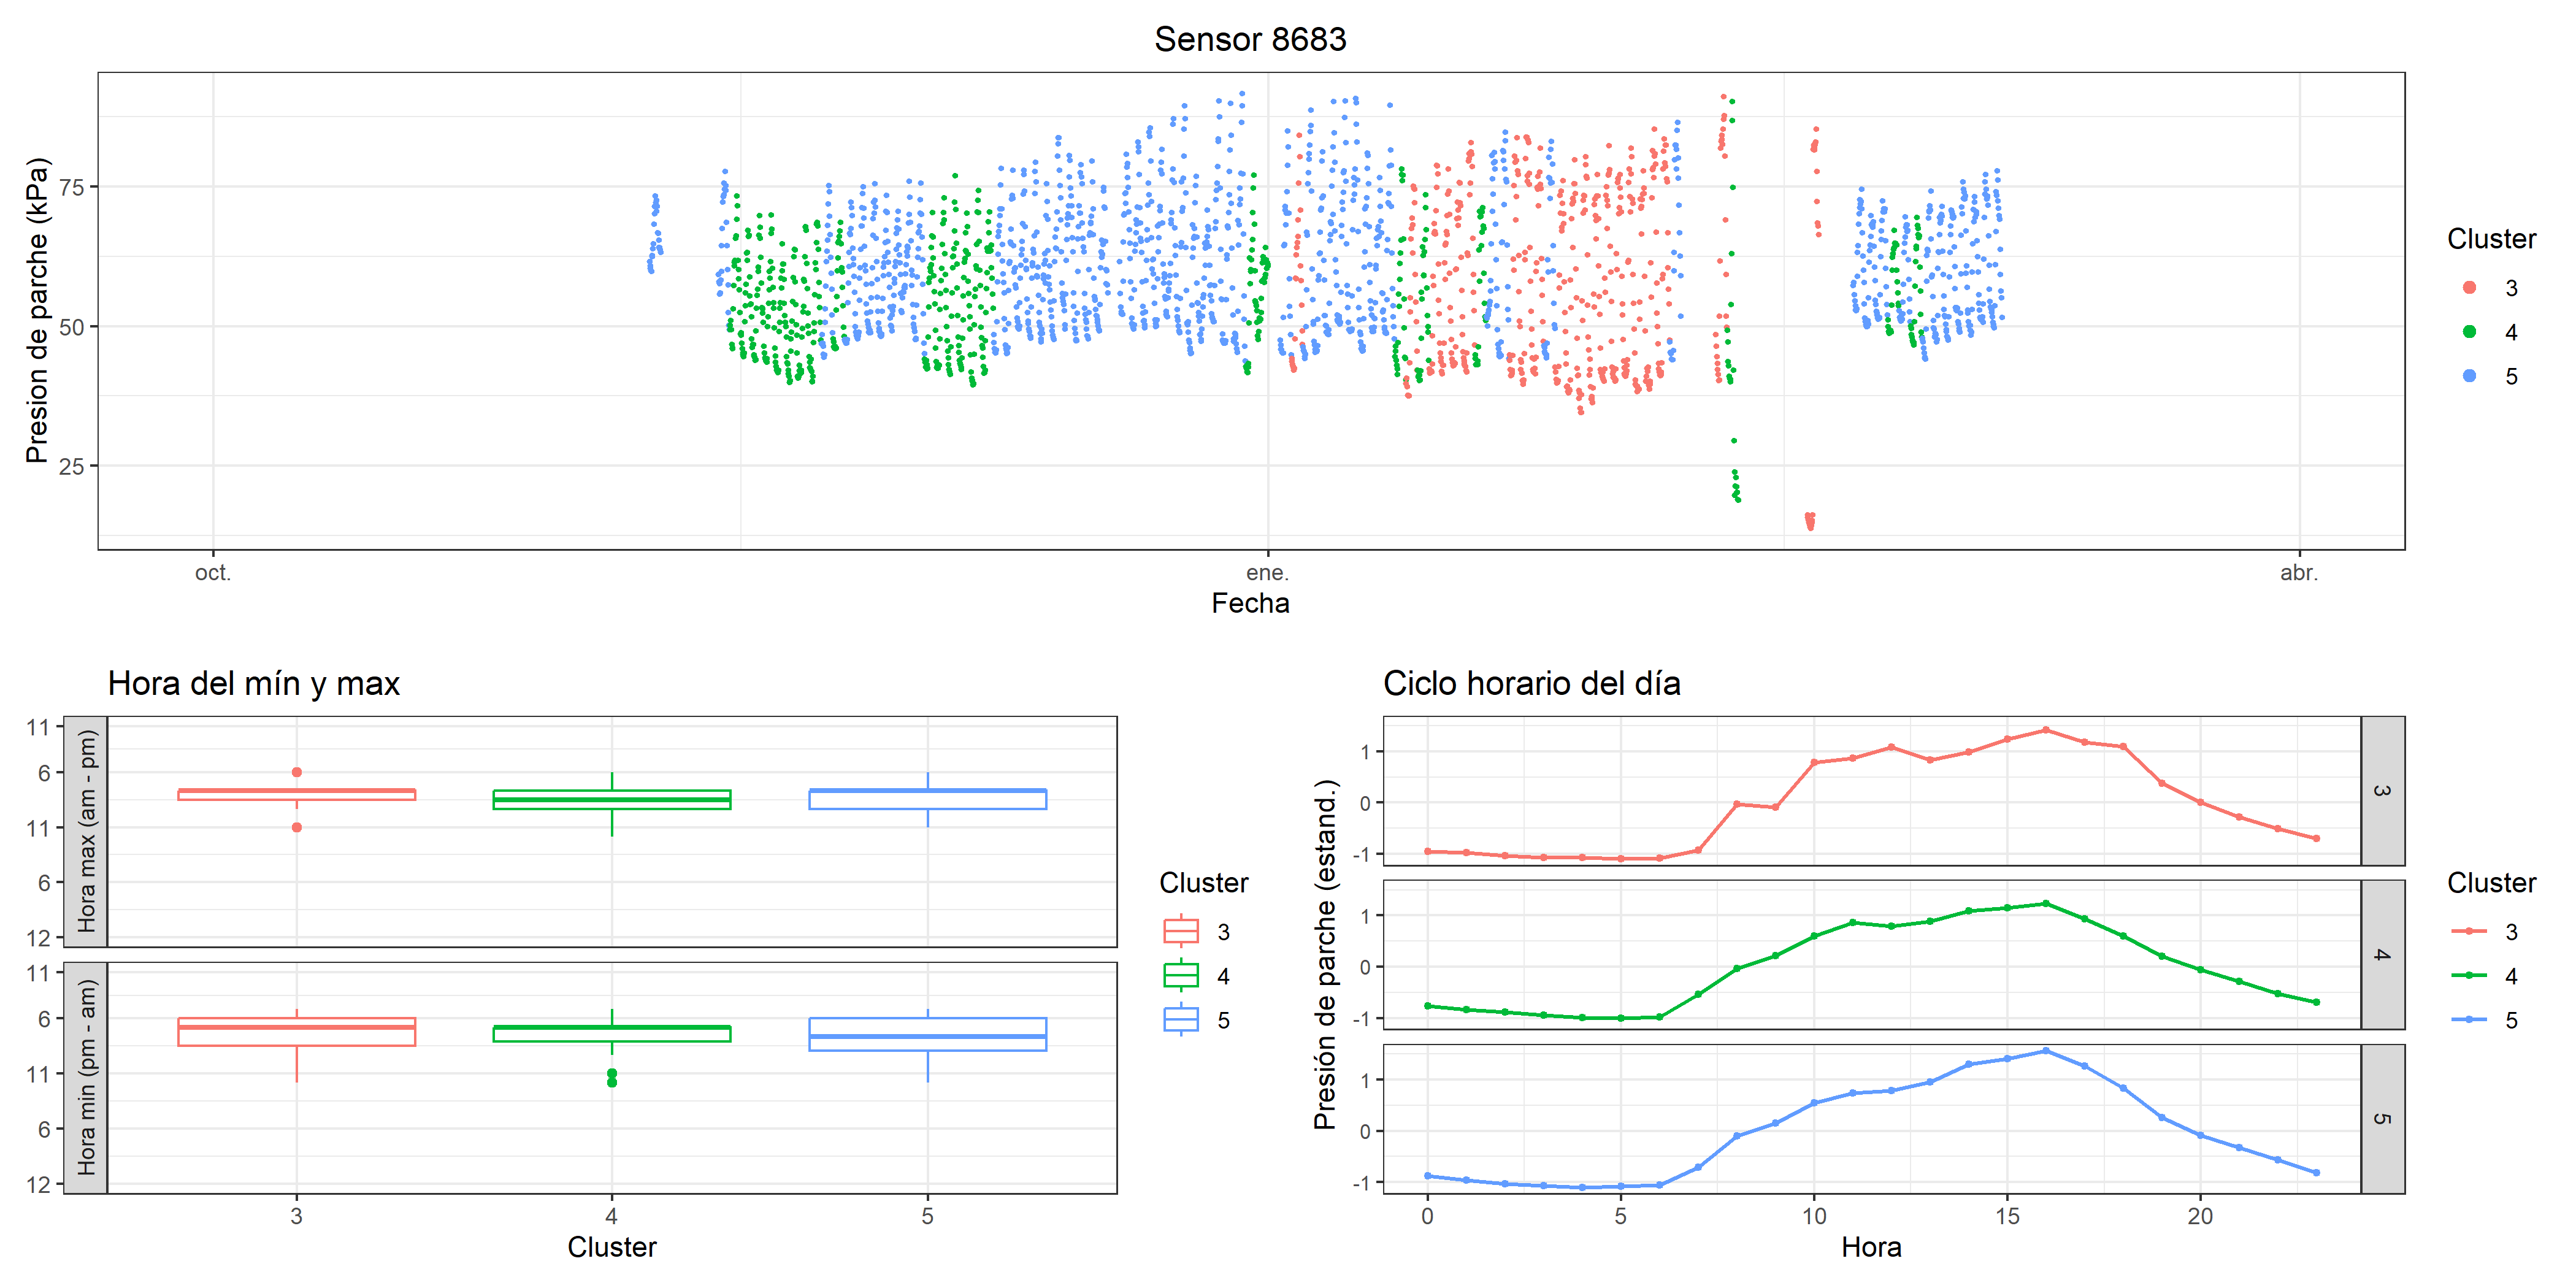 Sensor 8683
Presion de parche (kPa)
75
50
25
oct.
ene.
abr.
Fecha
Cluster
3
4
5
Hora del mín y max
Hora max (am - pm)
11
6
11
6
12
Hora min (pm - am)
11
6
11
6
12
3
4
5
Cluster
Cluster
3
4
5
Ciclo horario del día
Presión de parche (estand.)
1
0
-1
3
1
0
-1
4
1
0
-1
5
0
5
10
15
20
Hora
Cluster
3
4
5